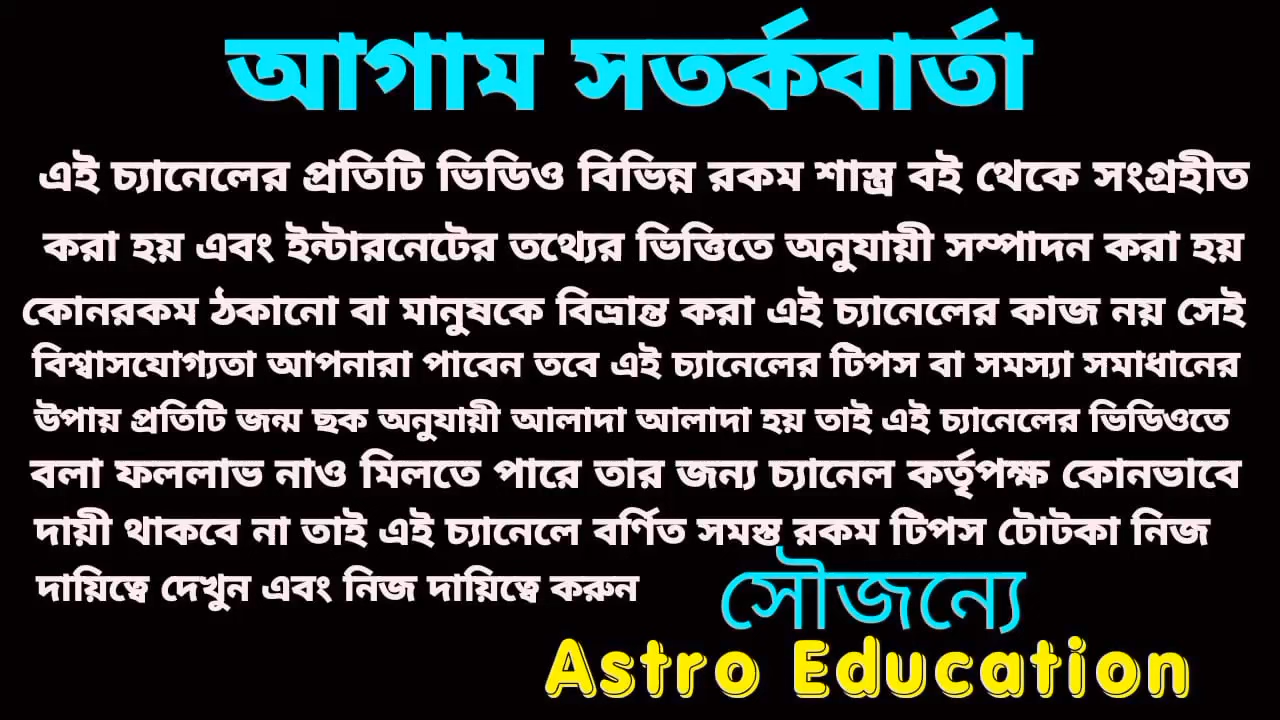 আগাম সতর্কবার্তা
এই চ্যানেলের প্রতিটি ভিডিও বিভিন্ন রকম শাস্ত্র বই থেকে সংগ্রহীত
করা হয় এবং ইন্টারনেটের তথ্যের ভিত্তিতে অনুযায়ী সম্পাদন করা হয়
কোনরকম ঠকানো বা মানুষকে বিভ্রান্ত করা এই চ্যানেলের কাজ নয় সেই
বিশ্বাসযোগ্যতা আপনারা পাবেন তবে এই চ্যানেলের টিপস বা সমস্যা সমাধানের
উপায় প্রতিটি জন্ম ছক অনুযায়ী আলাদা আলাদা হয় তাই এই চ্যানেলের ভিডিওতে
বলা ফললাভ নাও মিলতে পারে তার জন্য চ্যানেল কর্তৃপক্ষ কোনভাবে
দায়ী থাকবে না তাই এই চ্যানেলে বর্ণিত সমস্ত রকম টিপস টোটকা নিজ
দায়িত্বে দেখুন এবং নিজ দায়িত্বে করুন
সৌজন্যে
Astro Education